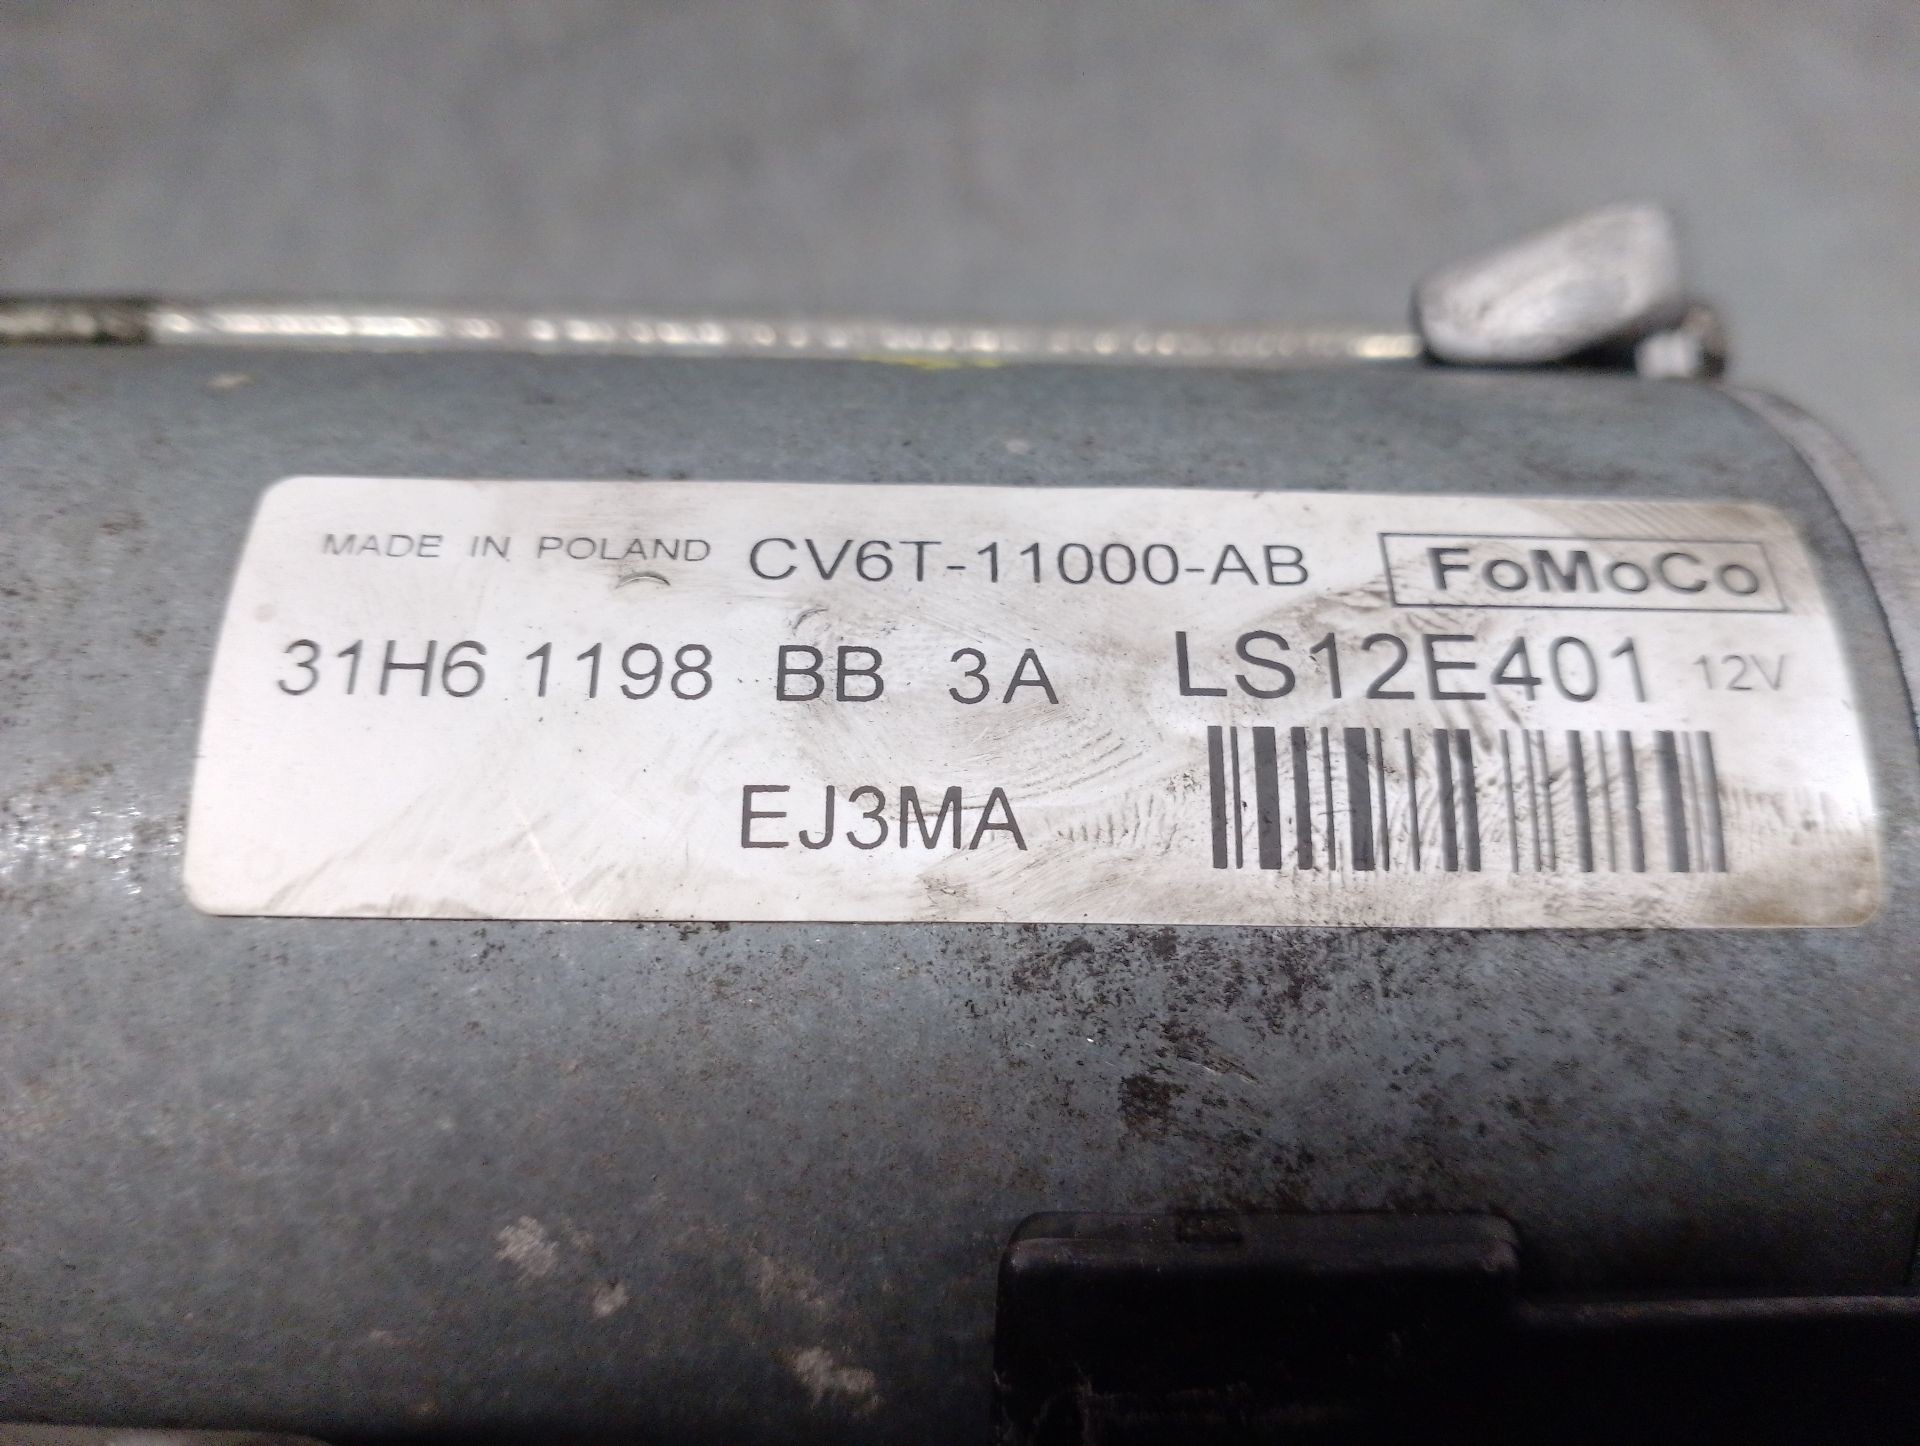 MADE IN POLAND CV6T-11000-AB FoMoCo
31H6 1198 BB 3A LS12E401 12V
EJ3MA